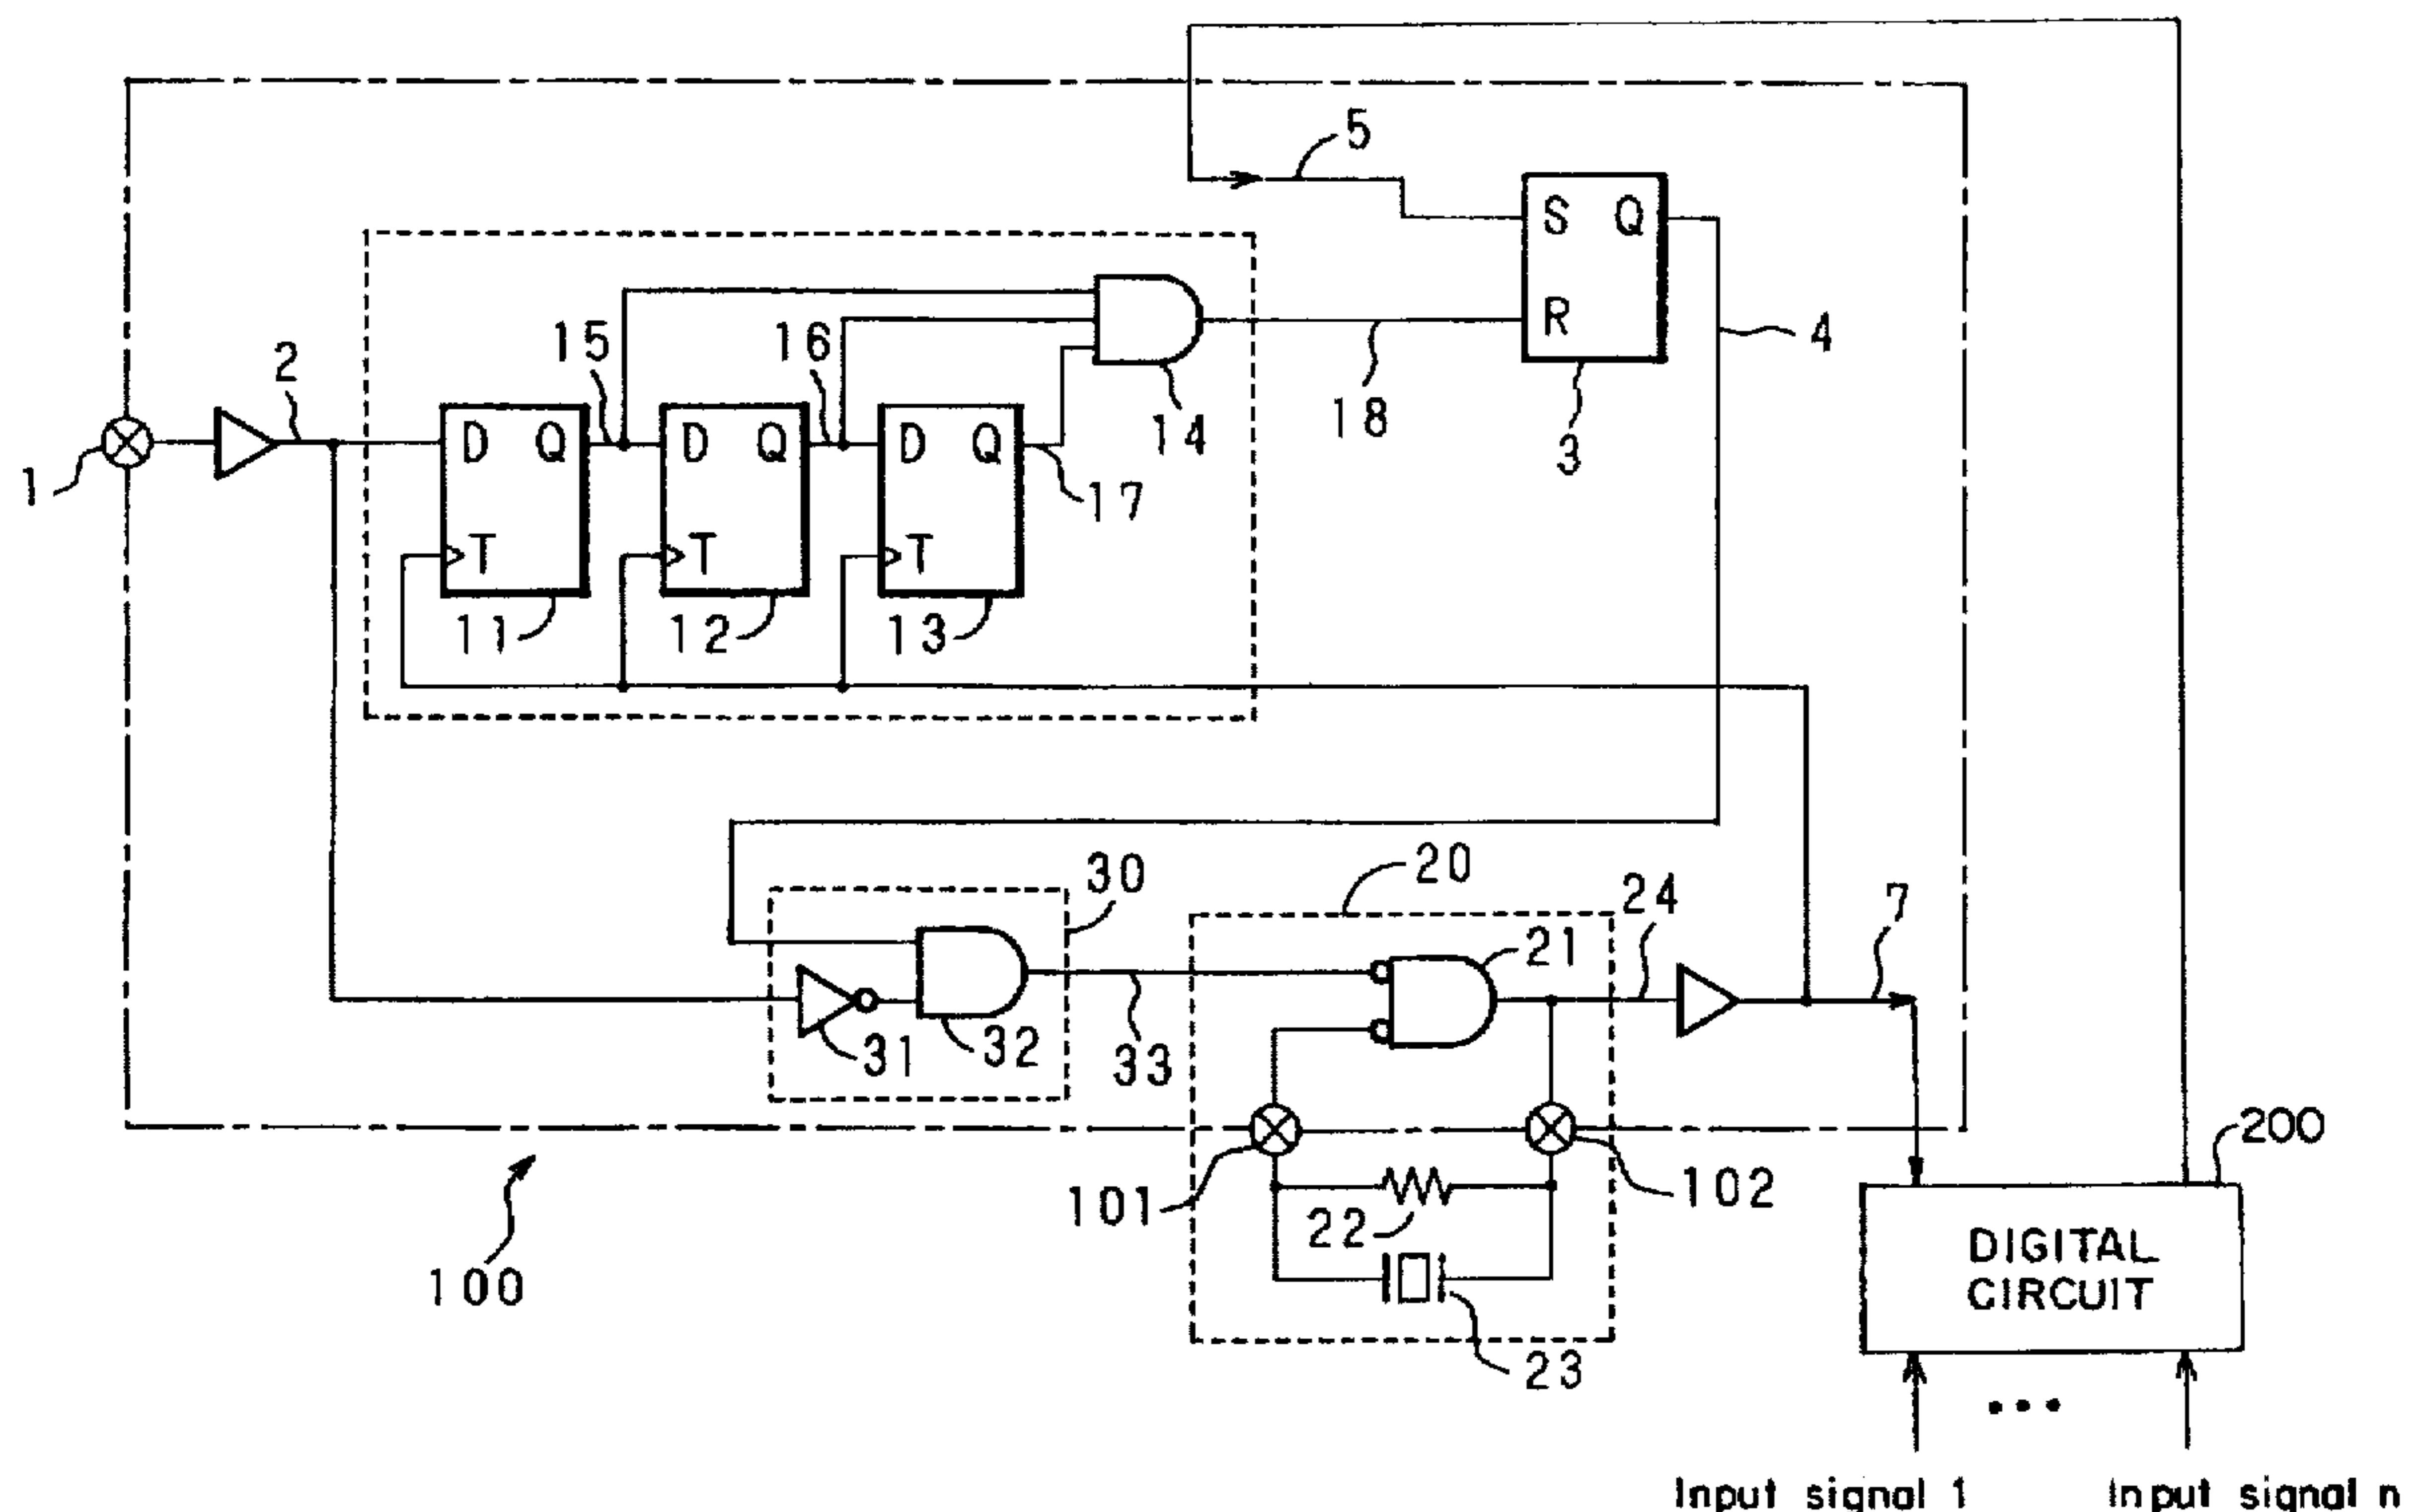 5
S Q
R
4
3
18
14
15
16
17
2
1
D Q
T
11
D Q
T
12
D Q
T
13
30
20
24
7
21
31
32
33
101
102
22
23
100
200
DIGITAL
CIRCUIT
Input signal 1
Input signal n